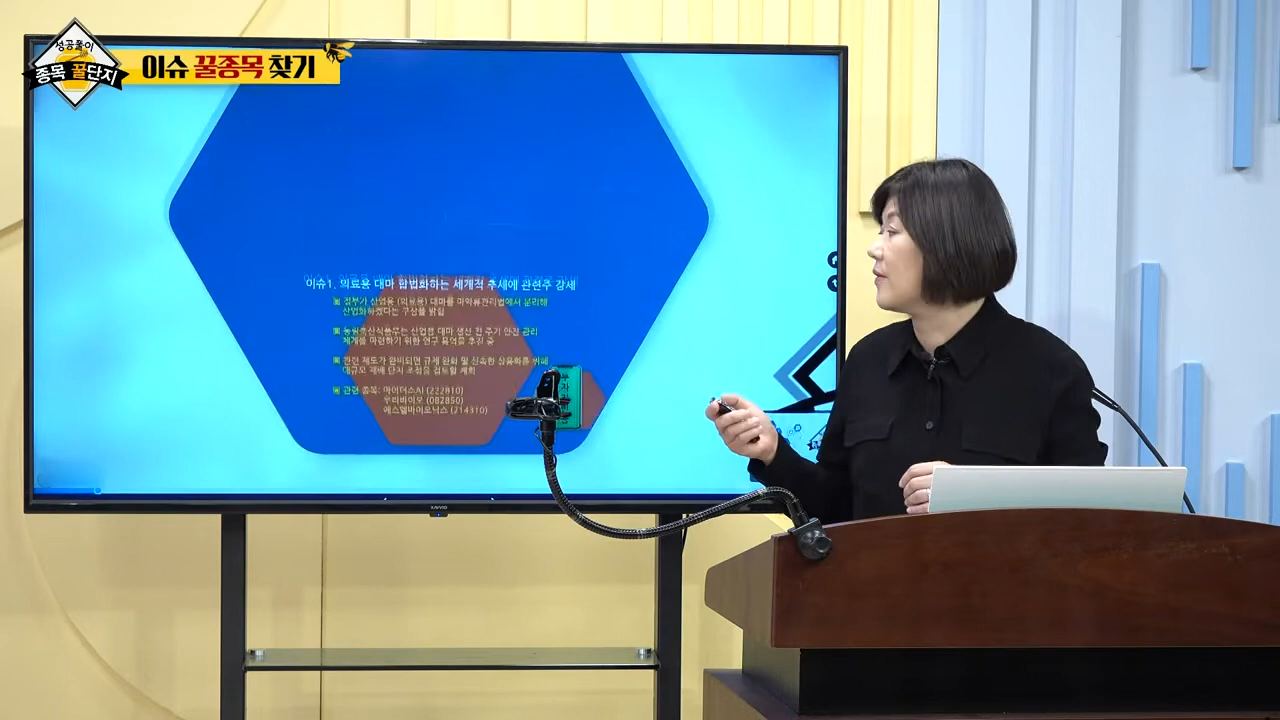 성공풀이
종목 꿀단지
이슈 꿀종목 찾기
이슈1. 의료용 대마 합법화하는 세계적 추세에 관련주 강세
▣ 정부가 산업용 (의료용) 대마를 마약류관리법에서 분리해
산업화하겠다는 구상을 밝힘
▣ 농림축산식품부는 산업용 대마 생산 전 주기 안전 관리
체계를 마련하기 위한 연구 용역을 추진 중
▣ 관련 제도가 완비되면 규제 완화 및 신속한 상용화를 위해
대규모 재배 단지 조성을 검토할 계획
▣ 관련 종목: 마이더스AI (222810)
우리바이오 (082850)
에스엘바이오닉스 (214310)